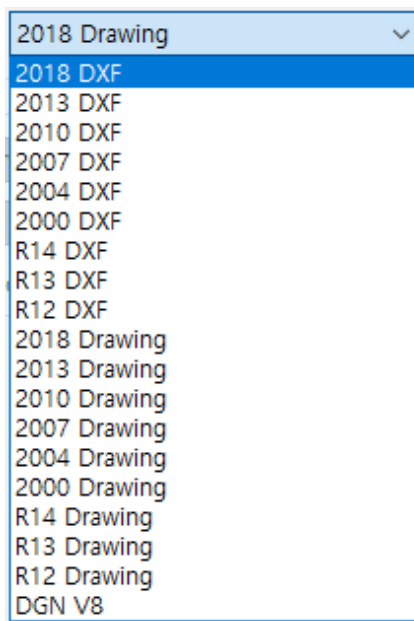 2018 Drawing
2018 DXF
2013 DXF
2010 DXF
2007 DXF
2004 DXF
2000 DXF
R14 DXF
R13 DXF
R12 DXF
2018 Drawing
2013 Drawing
2010 Drawing
2007 Drawing
2004 Drawing
2000 Drawing
R14 Drawing
R13 Drawing
R12 Drawing
DGN V8